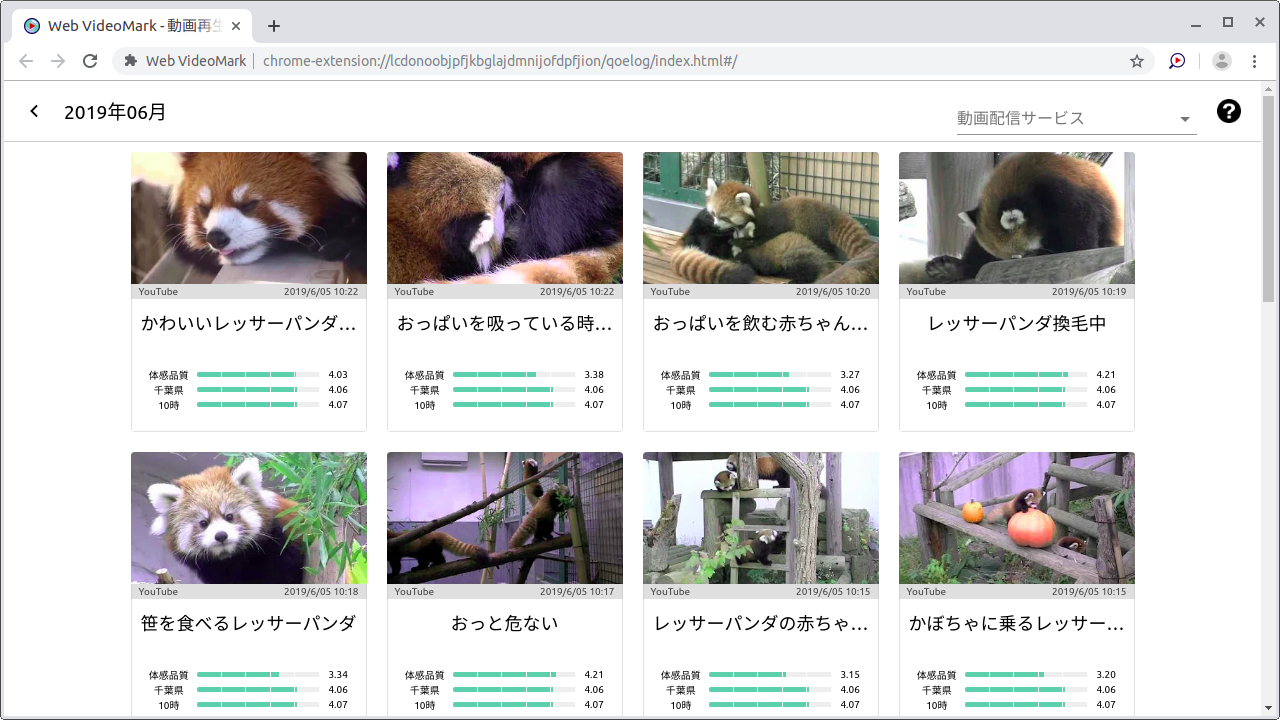 Web VideoMark - 動画再生
Web VideoMark
chrome-extension://lcdonoobjpfjkbglajdmnijofdpfjion/qoelog/index.html#/
2019年06月
動画配信サービス
YouTube 2019/6/05 10:22
かわいいレッサーパンダ…
体感品質 4.03
千葉県 4.06
10時 4.07
YouTube 2019/6/05 10:22
おっぱいを吸っている時…
体感品質 3.38
千葉県 4.06
10時 4.07
YouTube 2019/6/05 10:20
おっぱいを飲む赤ちゃん…
体感品質 3.27
千葉県 4.06
10時 4.07
YouTube 2019/6/05 10:19
レッサーパンダ換毛中
体感品質 4.21
千葉県 4.06
10時 4.07
YouTube 2019/6/05 10:18
笹を食べるレッサーパンダ
体感品質 3.34
千葉県 4.06
10時 4.07
YouTube 2019/6/05 10:17
おっと危ない
体感品質 4.21
千葉県 4.06
10時 4.07
YouTube 2019/6/05 10:15
レッサーパンダの赤ちゃ…
体感品質 3.15
千葉県 4.06
10時 4.07
YouTube 2019/6/05 10:15
かぼちゃに乗るレッサー…
体感品質 3.20
千葉県 4.06
10時 4.07